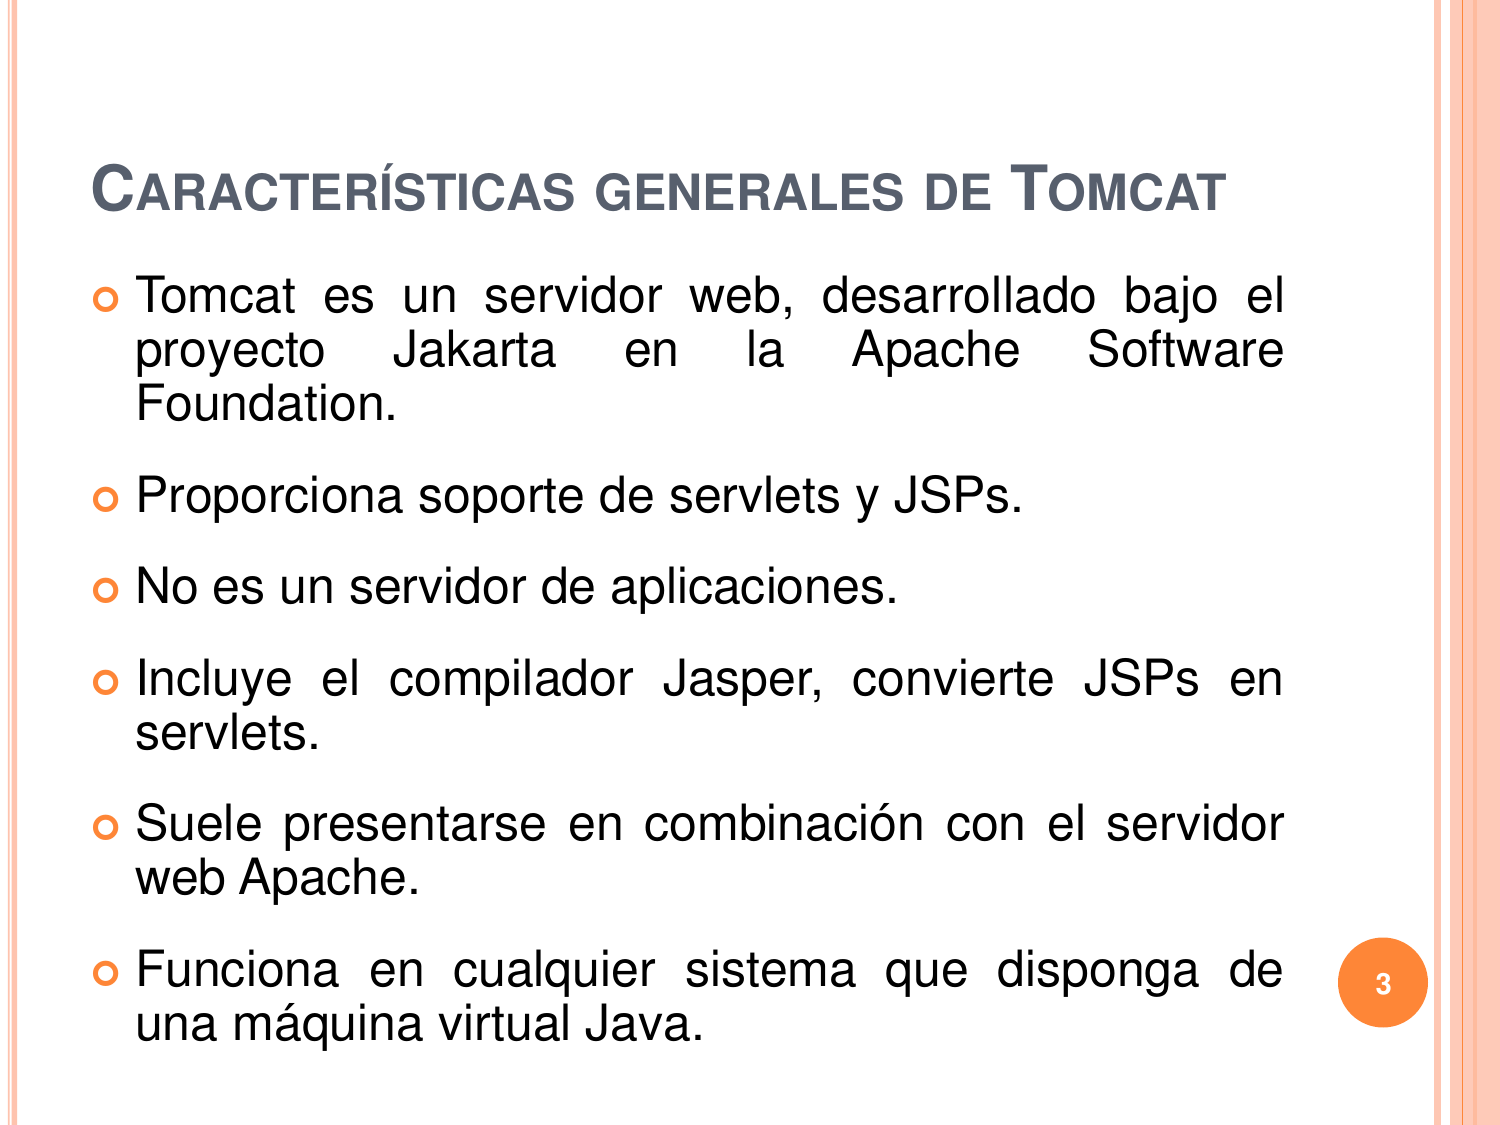 Características generales de Tomcat
Tomcat es un servidor web, desarrollado bajo el
proyecto Jakarta en la Apache Software
Foundation.
Proporciona soporte de servlets y JSPs.
No es un servidor de aplicaciones.
Incluye el compilador Jasper, convierte JSPs en
servlets.
Suele presentarse en combinación con el servidor
web Apache.
Funciona en cualquier sistema que disponga de
una máquina virtual Java.
3